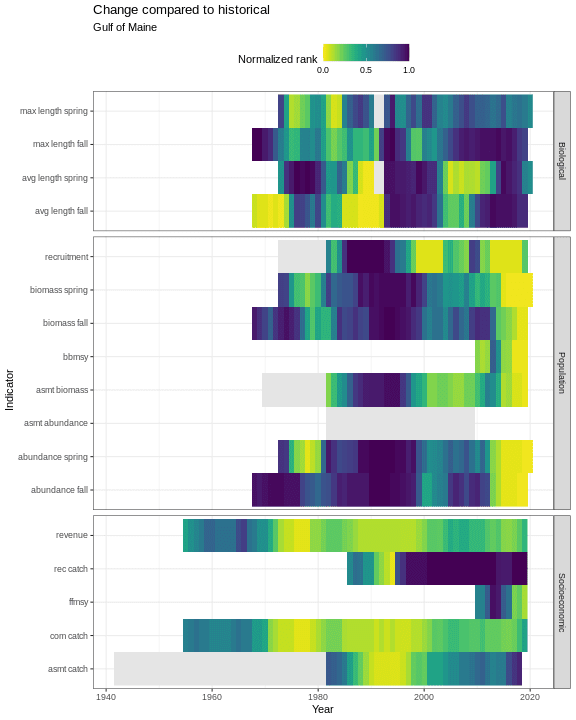 Change compared to historical
Gulf of Maine
Normalized rank
0.0 0.5 1.0
max length spring
max length fall
avg length spring
avg length fall
Biological
recruitment
biomass spring
biomass fall
bbmsy
asmt biomass
asmt abundance
abundance spring
abundance fall
Population
Indicator
revenue
rec catch
ffmsy
com catch
asmt catch
Socioeconomic
1940 1960 1980 2000 2020
Year